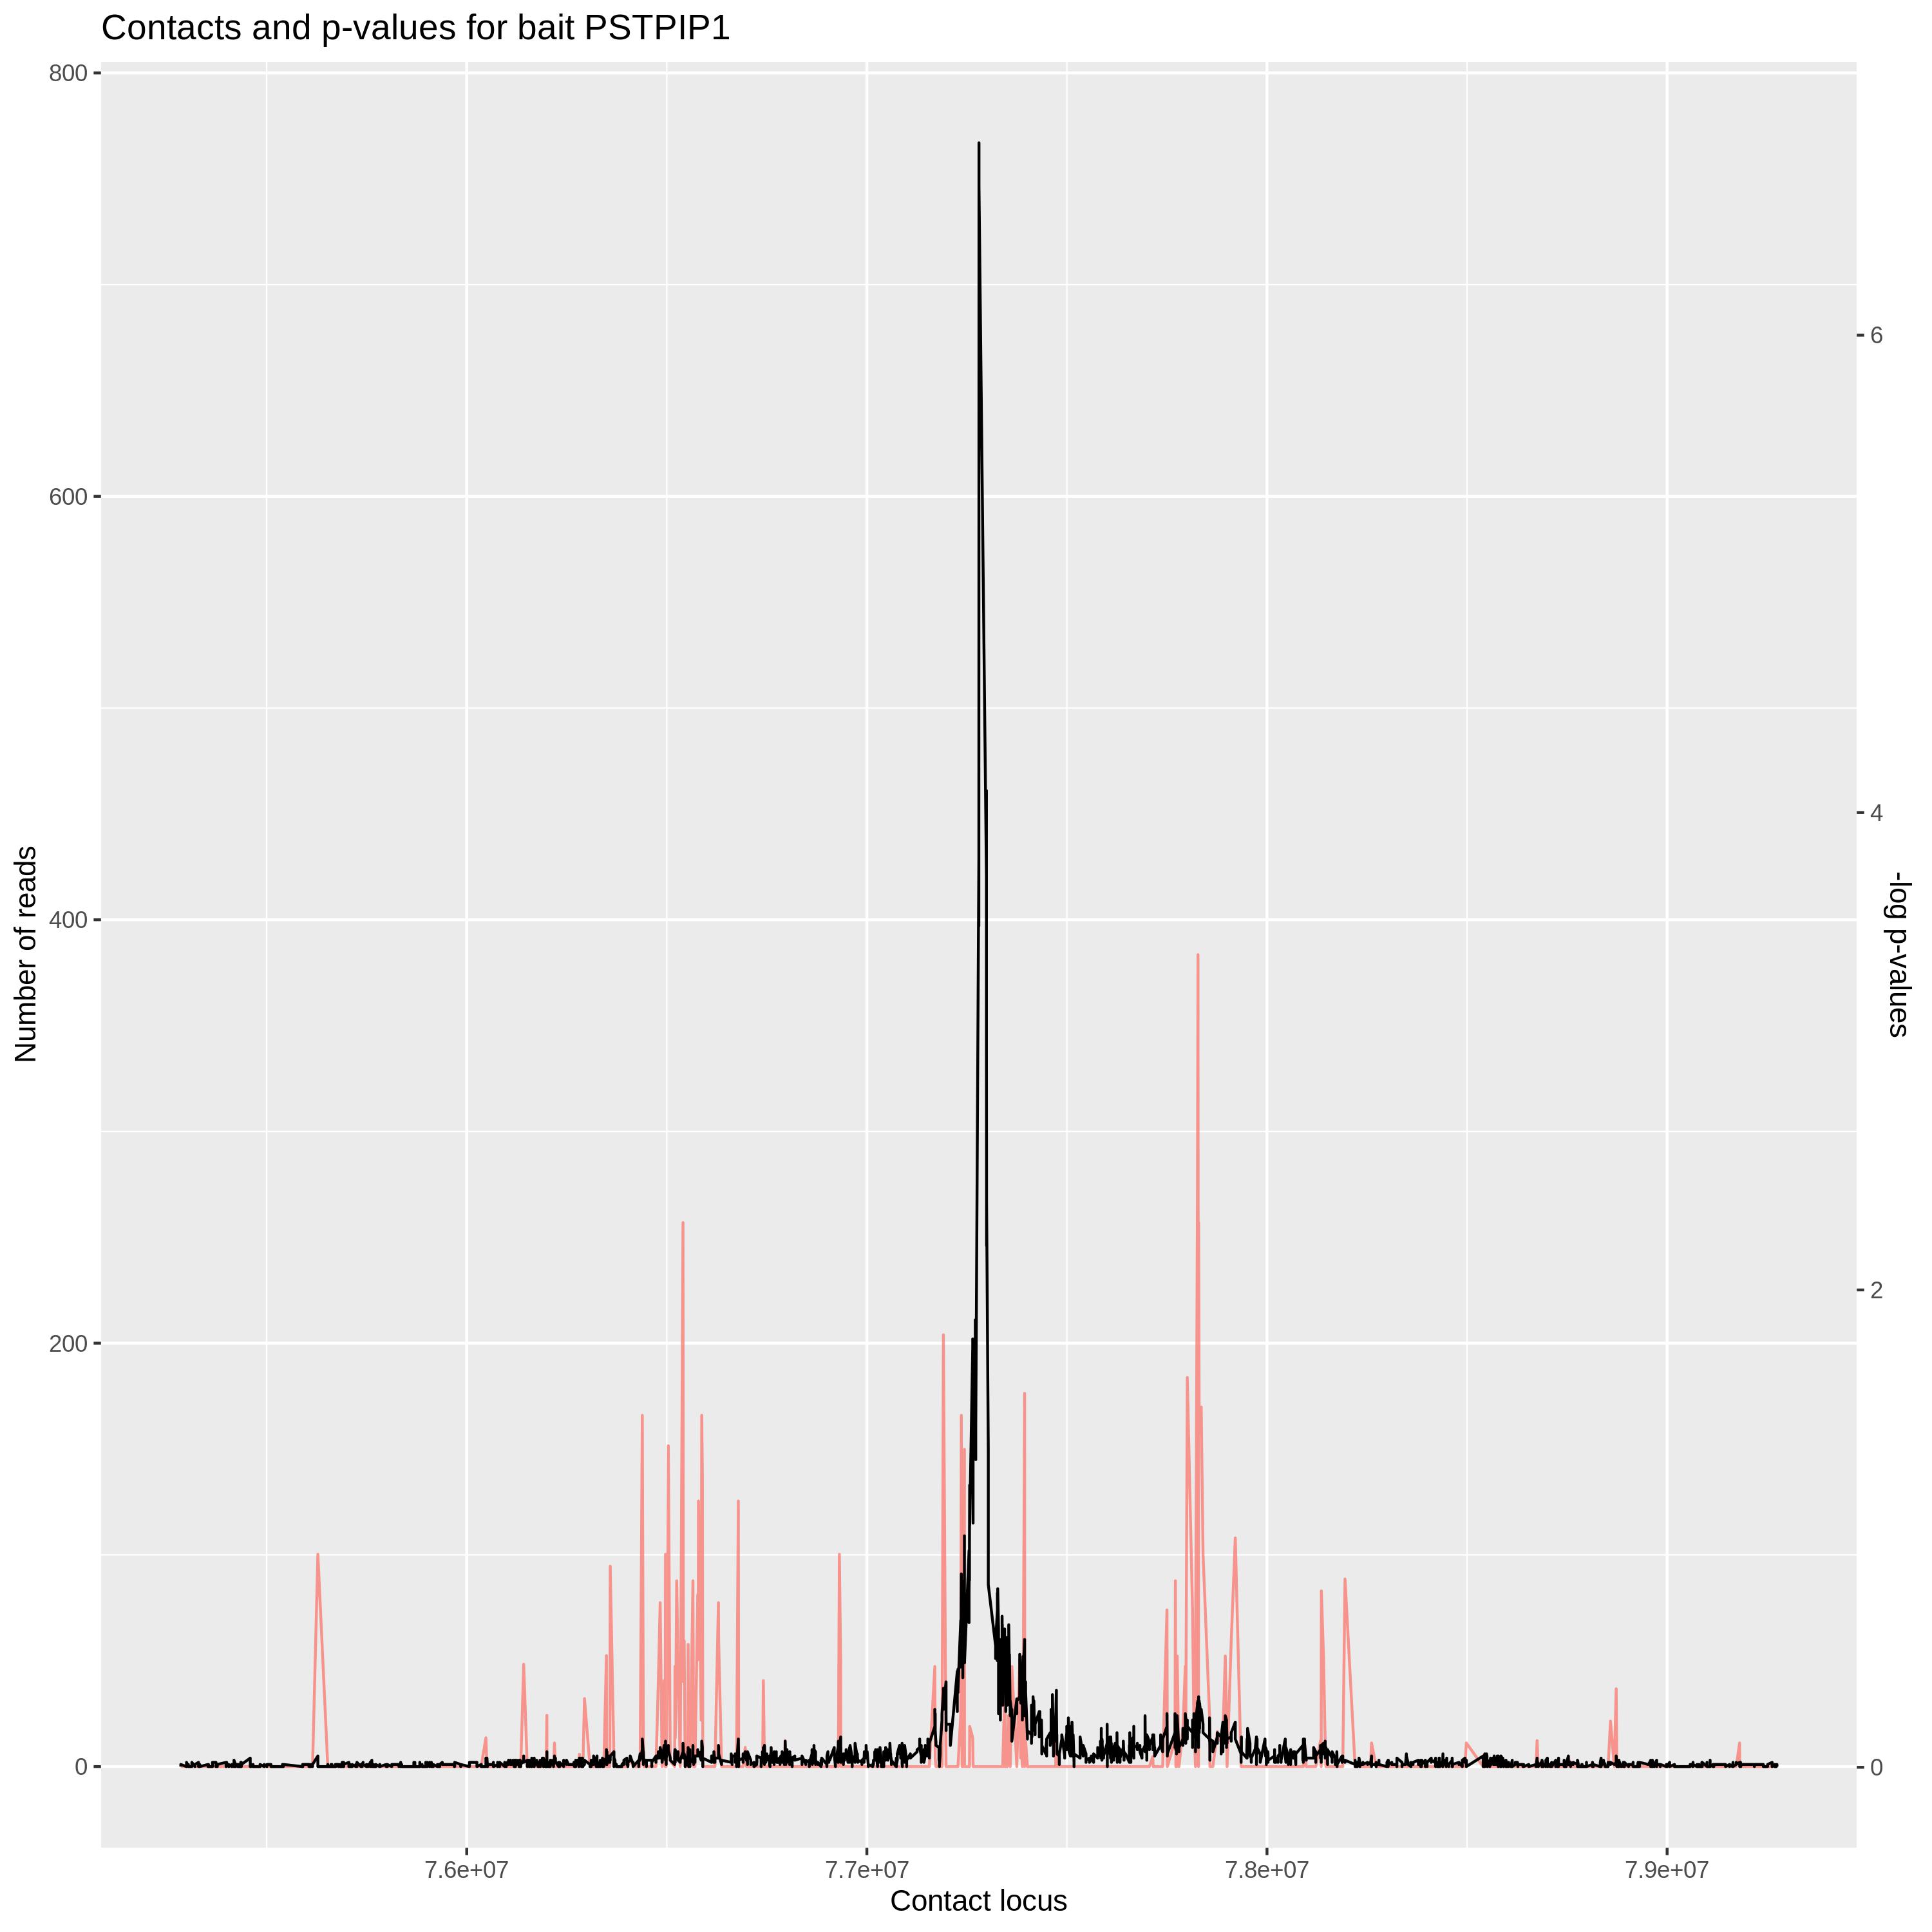 Contacts and p-values for bait PSTPIP1
800
600
400
200
0
Number of reads
6
4
2
0
-log p-values
7.6e+07
7.7e+07
7.8e+07
7.9e+07
Contact locus